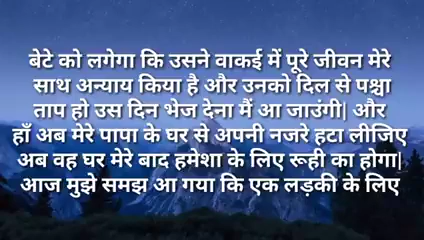 बेटे को लगेगा कि उसने वाकई में पूरे जीवन मेरे
साथ अन्याय किया है और उनको दिल से पश्चा
ताप हो उस दिन भेज देना मैं आ जाउंगी| और
हाँ अब मेरे पापा के घर से अपनी नजरे हटा लीजिए
अब वह घर मेरे बाद हमेशा के लिए रूही का होगा|
आज मुझे समझ आ गया कि एक लड़की के लिए